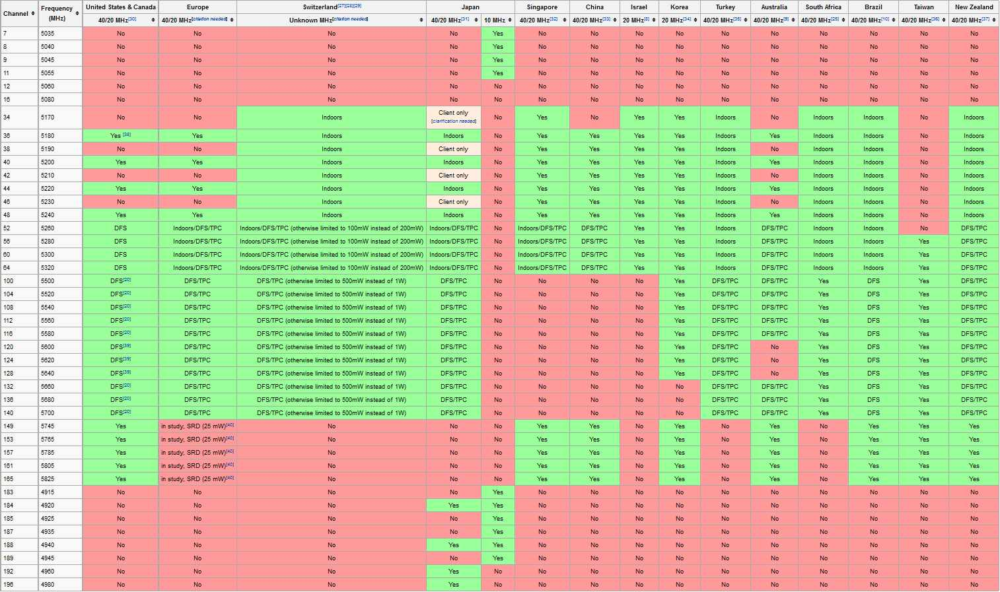 Channel Frequency (MHz) United States & Canada Europe Switzerland[27][28][29] Japan Singapore China Israel Korea Turkey Australia South Africa Brazil Taiwan New Zealand
40/20 MHz[30] 40/20 MHz[citation needed] Unknown MHz[citation needed] 40/20 MHz[31] 10 MHz 40/20 MHz[32] 40/20 MHz[33] 20 MHz[8] 20 MHz[34] 40/20 MHz[35] 40/20 MHz[9] 40/20 MHz[25] 40/20 MHz[10] 40/20 MHz[36] 40/20 MHz[37]
7 5035 No No No No Yes No No No No No No No No No No
8 5040 No No No No Yes No No No No No No No No No No
9 5045 No No No No Yes No No No No No No No No No No
11 5055 No No No No Yes No No No No No No No No No No
12 5060 No No No No No No No No No No No No No No No
16 5080 No No No No No No No No No No No No No No No
34 5170 No No Indoors Client only [clarification needed] No Yes No Yes Yes Indoors No Indoors Indoors No Indoors
36 5180 Yes [38] Yes Indoors Indoors No Yes Yes Yes Yes Indoors Yes Indoors Indoors No Indoors
38 5190 No No Indoors Client only No Yes Yes Yes Yes Indoors No Indoors Indoors No Indoors
40 5200 Yes Yes Indoors Indoors No Yes Yes Yes Yes Indoors Yes Indoors Indoors No Indoors
42 5210 No No Indoors Client only No Yes Yes Yes Yes Indoors No Indoors Indoors No Indoors
44 5220 Yes Yes Indoors Indoors No Yes Yes Yes Yes Indoors Yes Indoors Indoors No Indoors
46 5230 No No Indoors Client only No Yes Yes Yes Yes Indoors No Indoors Indoors No Indoors
48 5240 Yes Yes Indoors Indoors No Yes Yes Yes Yes Indoors Yes Indoors Indoors No Indoors
52 5260 DFS Indoors/DFS/TPC Indoors/DFS/TPC (otherwise limited to 100mW instead of 200mW) Indoors/DFS/TPC No Indoors/DFS/TPC DFS/TPC Yes Yes Indoors DFS/TPC Indoors Indoors No DFS/TPC
56 5280 DFS Indoors/DFS/TPC Indoors/DFS/TPC (otherwise limited to 100mW instead of 200mW) Indoors/DFS/TPC No Indoors/DFS/TPC DFS/TPC Yes Yes Indoors DFS/TPC Indoors Indoors Yes DFS/TPC
60 5300 DFS Indoors/DFS/TPC Indoors/DFS/TPC (otherwise limited to 100mW instead of 200mW) Indoors/DFS/TPC No Indoors/DFS/TPC DFS/TPC Yes Yes Indoors DFS/TPC Indoors Indoors Yes DFS/TPC
64 5320 DFS Indoors/DFS/TPC Indoors/DFS/TPC (otherwise limited to 100mW instead of 200mW) Indoors/DFS/TPC No Indoors/DFS/TPC DFS/TPC Yes Yes Indoors DFS/TPC Indoors Indoors Yes DFS/TPC
100 5500 DFS[20] DFS/TPC DFS/TPC (otherwise limited to 500mW instead of 1W) DFS/TPC No No No No Yes DFS/TPC DFS/TPC Yes DFS Yes DFS/TPC
104 5520 DFS[20] DFS/TPC DFS/TPC (otherwise limited to 500mW instead of 1W) DFS/TPC No No No No Yes DFS/TPC DFS/TPC Yes DFS Yes DFS/TPC
108 5540 DFS[20] DFS/TPC DFS/TPC (otherwise limited to 500mW instead of 1W) DFS/TPC No No No No Yes DFS/TPC DFS/TPC Yes DFS Yes DFS/TPC
112 5560 DFS[20] DFS/TPC DFS/TPC (otherwise limited to 500mW instead of 1W) DFS/TPC No No No No Yes DFS/TPC DFS/TPC Yes DFS Yes DFS/TPC
116 5580 DFS[20] DFS/TPC DFS/TPC (otherwise limited to 500mW instead of 1W) DFS/TPC No No No No Yes DFS/TPC DFS/TPC Yes DFS Yes DFS/TPC
120 5600 DFS[39] DFS/TPC DFS/TPC (otherwise limited to 500mW instead of 1W) DFS/TPC No No No No Yes DFS/TPC No Yes DFS Yes DFS/TPC
124 5620 DFS[39] DFS/TPC DFS/TPC (otherwise limited to 500mW instead of 1W) DFS/TPC No No No No Yes DFS/TPC No Yes DFS Yes DFS/TPC
128 5640 DFS[39] DFS/TPC DFS/TPC (otherwise limited to 500mW instead of 1W) DFS/TPC No No No No Yes DFS/TPC No Yes DFS Yes DFS/TPC
132 5660 DFS[20] DFS/TPC DFS/TPC (otherwise limited to 500mW instead of 1W) DFS/TPC No No No No No DFS/TPC DFS/TPC Yes DFS Yes DFS/TPC
136 5680 DFS[20] DFS/TPC DFS/TPC (otherwise limited to 500mW instead of 1W) DFS/TPC No No No No No DFS/TPC DFS/TPC Yes DFS Yes DFS/TPC
140 5700 DFS[20] DFS/TPC DFS/TPC (otherwise limited to 500mW instead of 1W) DFS/TPC No No No No No DFS/TPC DFS/TPC Yes DFS Yes DFS/TPC
149 5745 Yes in study, SRD (25 mW)[40] No No No Yes Yes No Yes No Yes No Yes Yes Yes
153 5765 Yes in study, SRD (25 mW)[40] No No No Yes Yes No Yes No Yes No Yes Yes Yes
157 5785 Yes in study, SRD (25 mW)[40] No No No Yes Yes No Yes No Yes No Yes Yes Yes
161 5805 Yes in study, SRD (25 mW)[40] No No No Yes Yes No Yes No Yes No Yes Yes Yes
165 5825 Yes in study, SRD (25 mW)[40] No No No Yes Yes No Yes No Yes No Yes Yes Yes
183 4915 No No No No Yes No No No No No No No No No No
184 4920 No No No Yes Yes No No No No No No No No No No
185 4925 No No No No Yes No No No No No No No No No No
187 4935 No No No No Yes No No No No No No No No No No
188 4940 No No No Yes Yes No No No No No No No No No No
189 4945 No No No No Yes No No No No No No No No No No
192 4960 No No No Yes No No No No No No No No No No No
196 4980 No No No Yes No No No No No No No No No No No